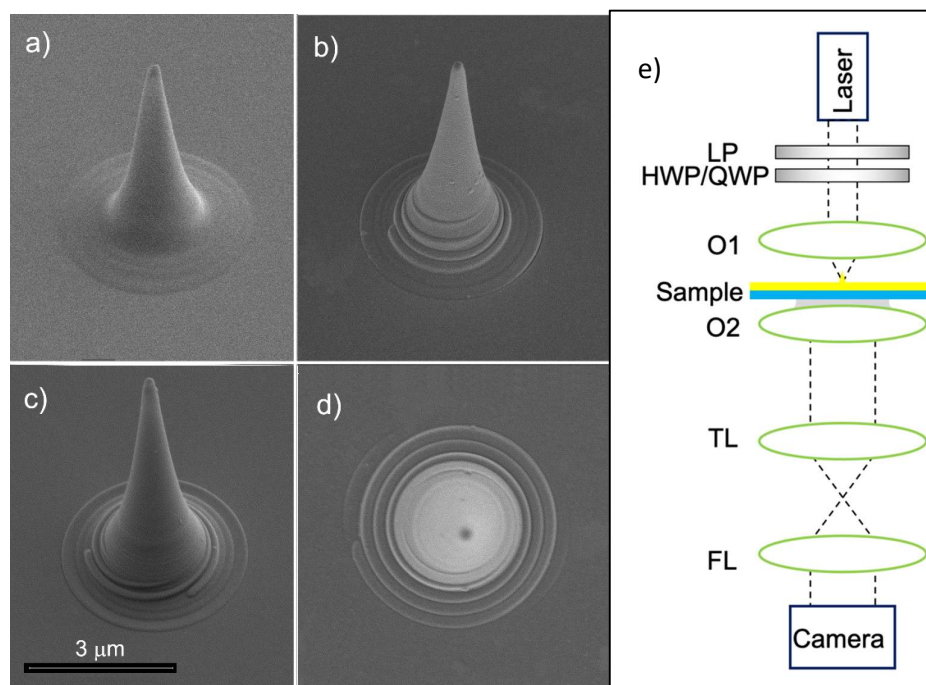 a)
b)
c)
3 μm
d)
e)
Laser
LP
HWP/QWP
O1
Sample
O2
TL
FL
Camera